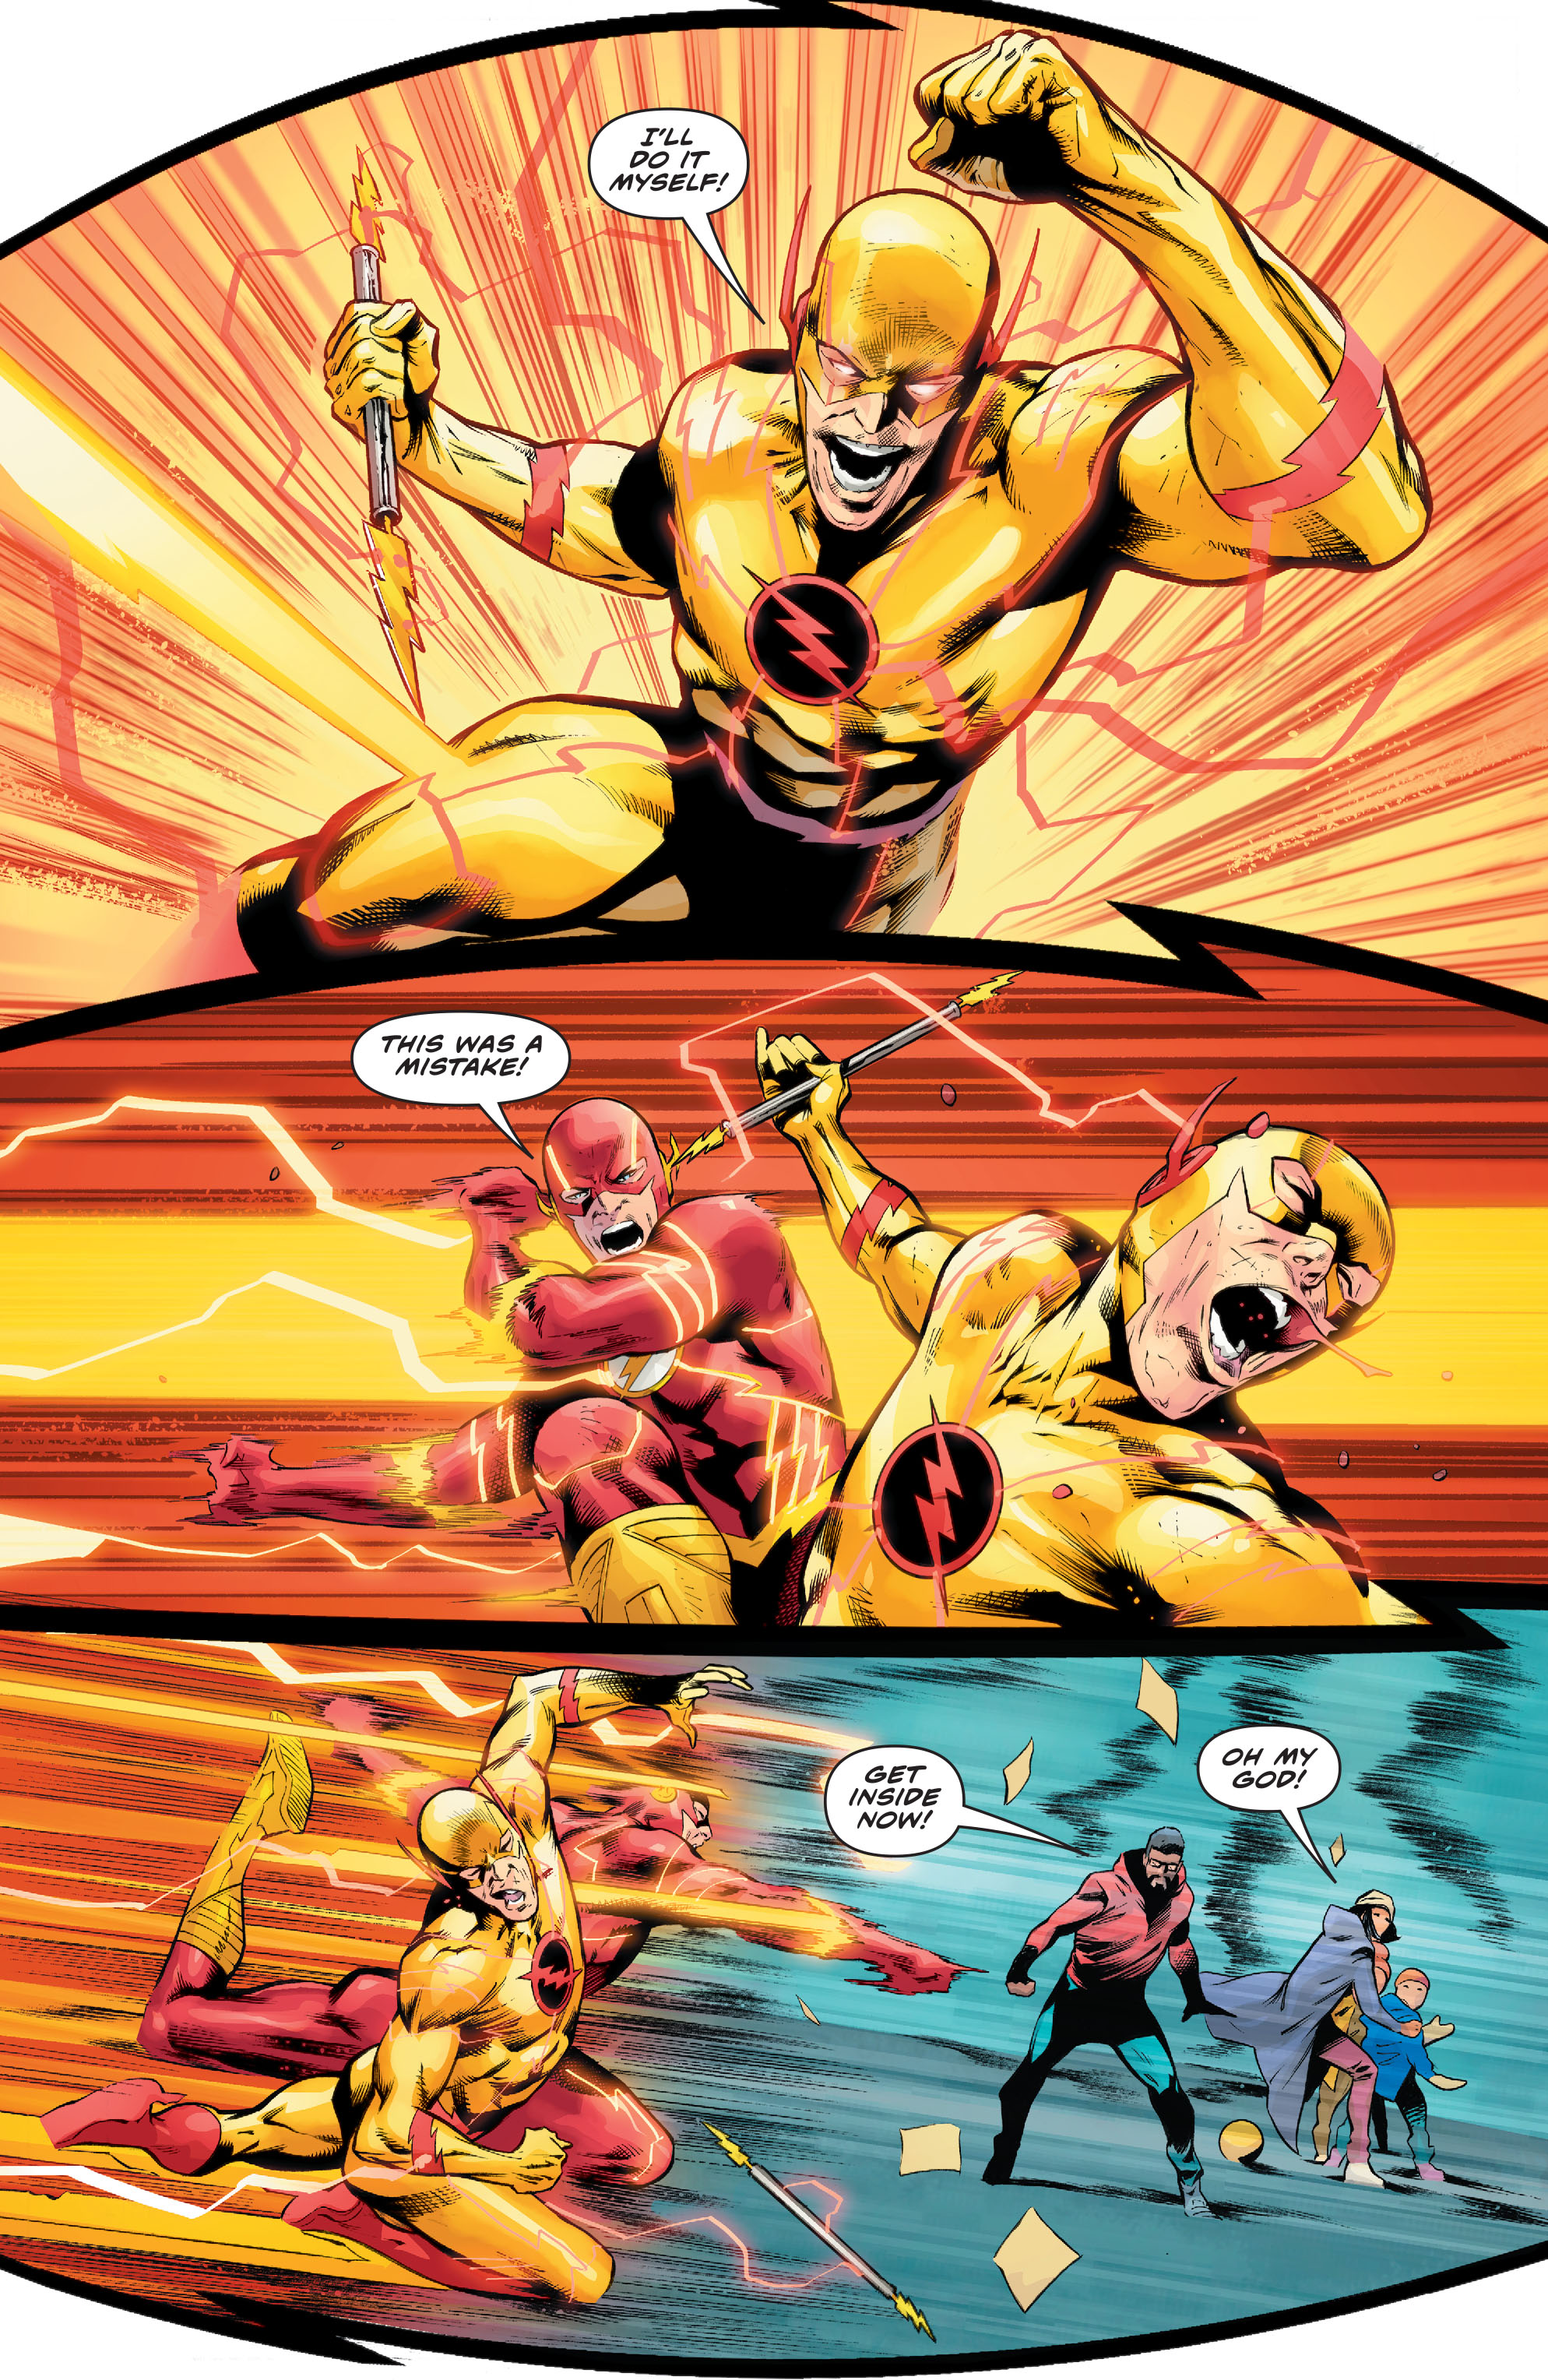 I'LL
DO IT
MYSELF!
THIS WAS A
MISTAKE!
GET
INSIDE
NOW!
OH MY
GOD!